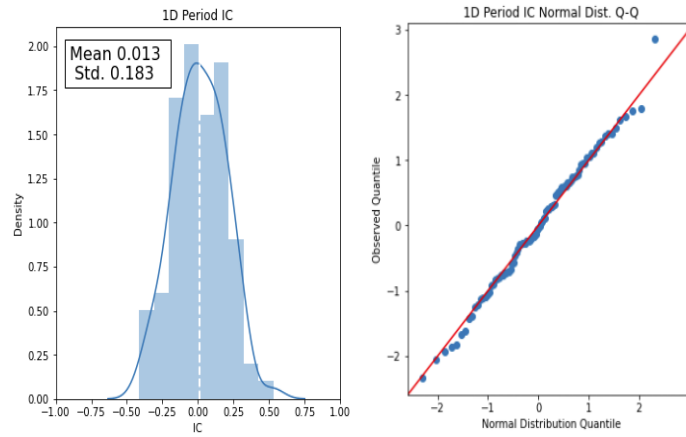 1D Period IC
Mean 0.013
Std. 0.183
2.00
1.75
1.50
1.25
1.00
0.75
0.50
0.25
0.00
Density
−1.00 −0.75 −0.50 −0.25 0.00 0.25 0.50 0.75 1.00
IC
1D Period IC Normal Dist. Q-Q
3
2
1
0
−1
−2
Observed Quantile
−2 −1 0 1 2
Normal Distribution Quantile